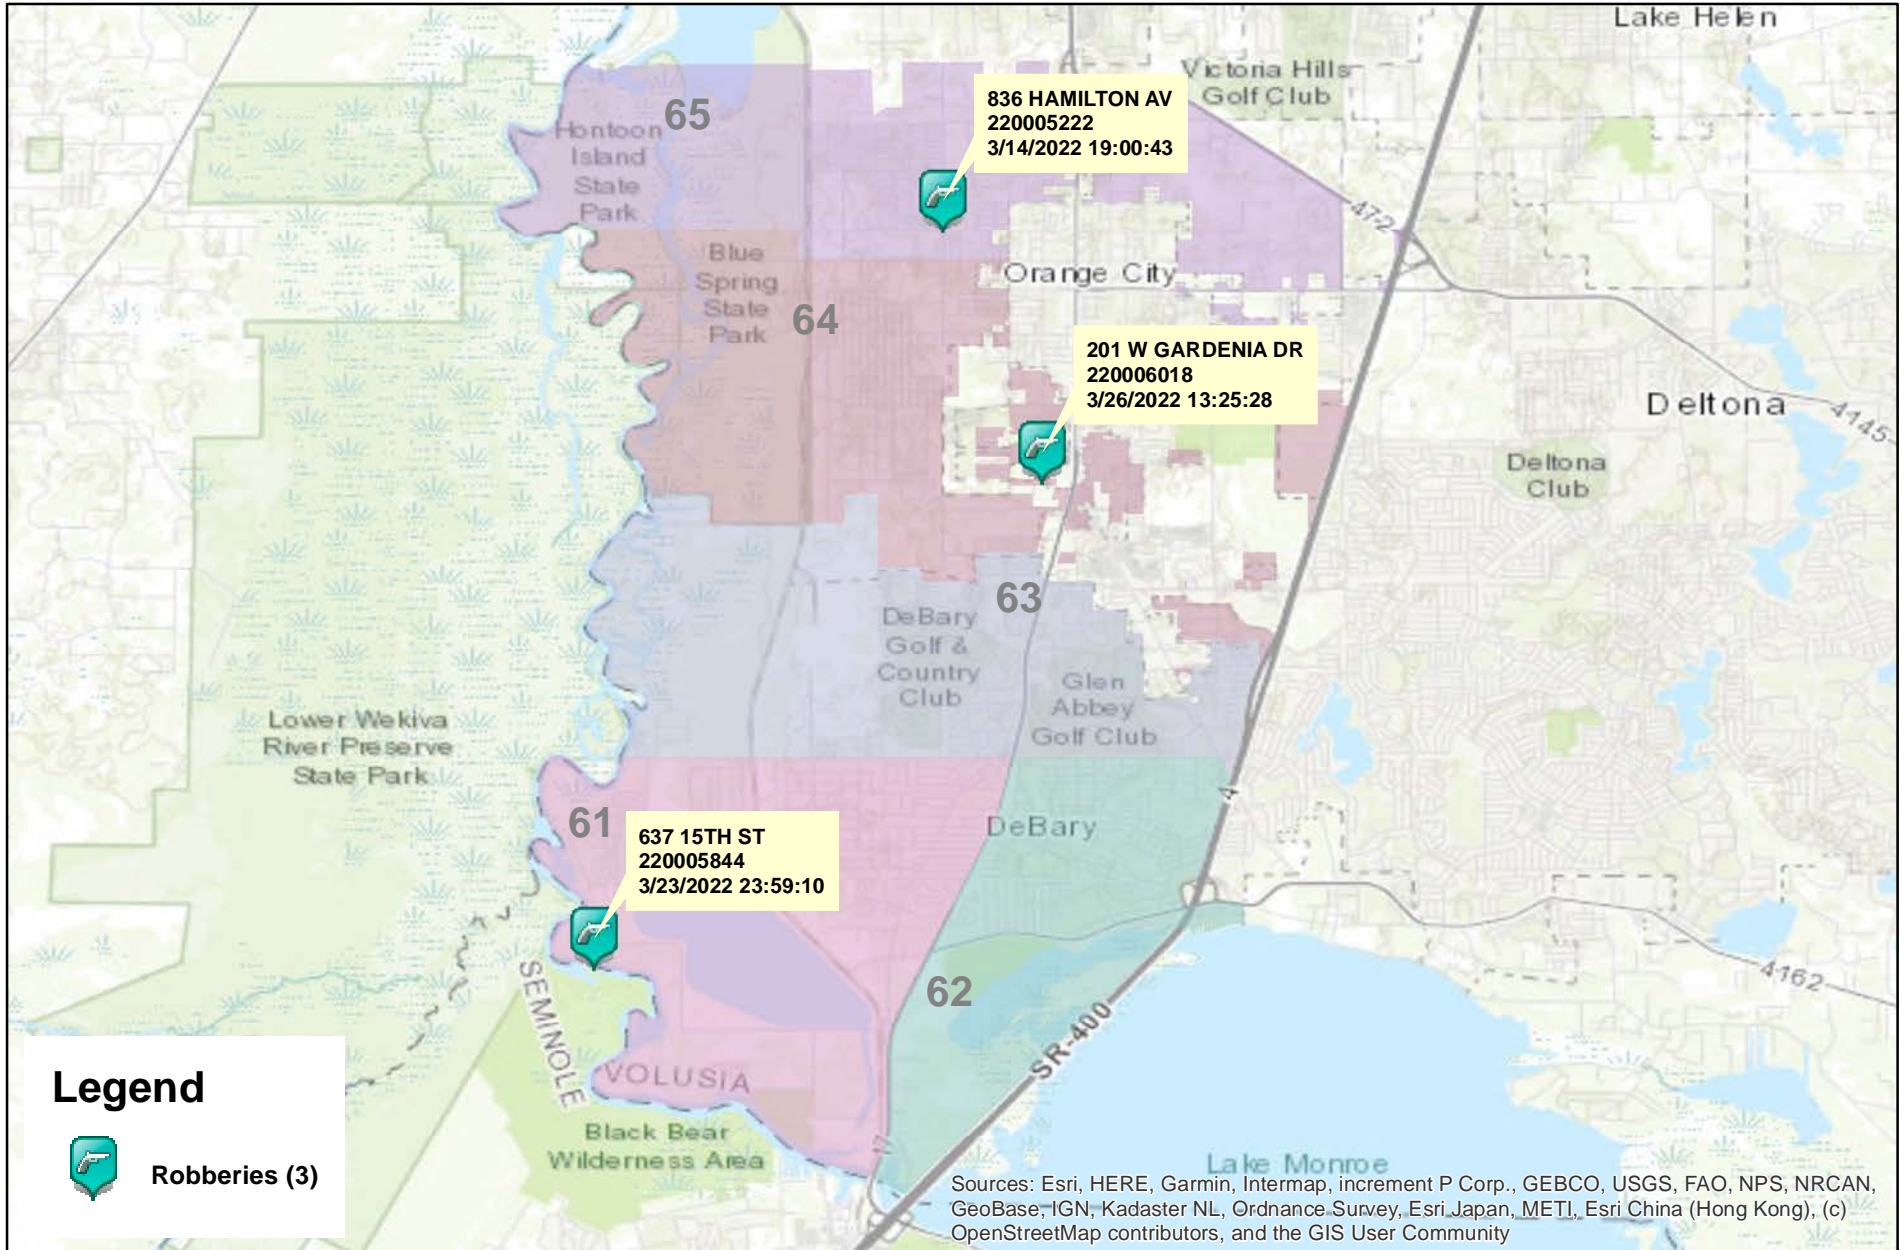 Lake Helen
Victoria Hills
Golf Club
65
836 HAMILTON AV
220005222
3/14/2022 19:00:43
Hontoon
Island
State
Park
472
Blue
Spring
State
Park
Orange City
64
201 W GARDENIA DR
220006018
3/26/2022 13:25:28
Deltona
4145
Deltona
Club
63
DeBary
Golf &
Country
Club
Glen
Abbey
Golf Club
Lower Wekiva
River Preserve
State Park
4
61
637 15TH ST
220005844
3/23/2022 23:59:10
DeBary
62
4162
SEMINOLE
VOLUSIA
SR-400
17
Black Bear
Wilderness Area
Lake Monroe
Legend
Robberies (3)
Sources: Esri, HERE, Garmin, Intermap, increment P Corp., GEBCO, USGS, FAO, NPS, NRCAN,
GeoBase, IGN, Kadaster NL, Ordnance Survey, Esri Japan, METI, Esri China (Hong Kong), (c)
OpenStreetMap contributors, and the GIS User Community